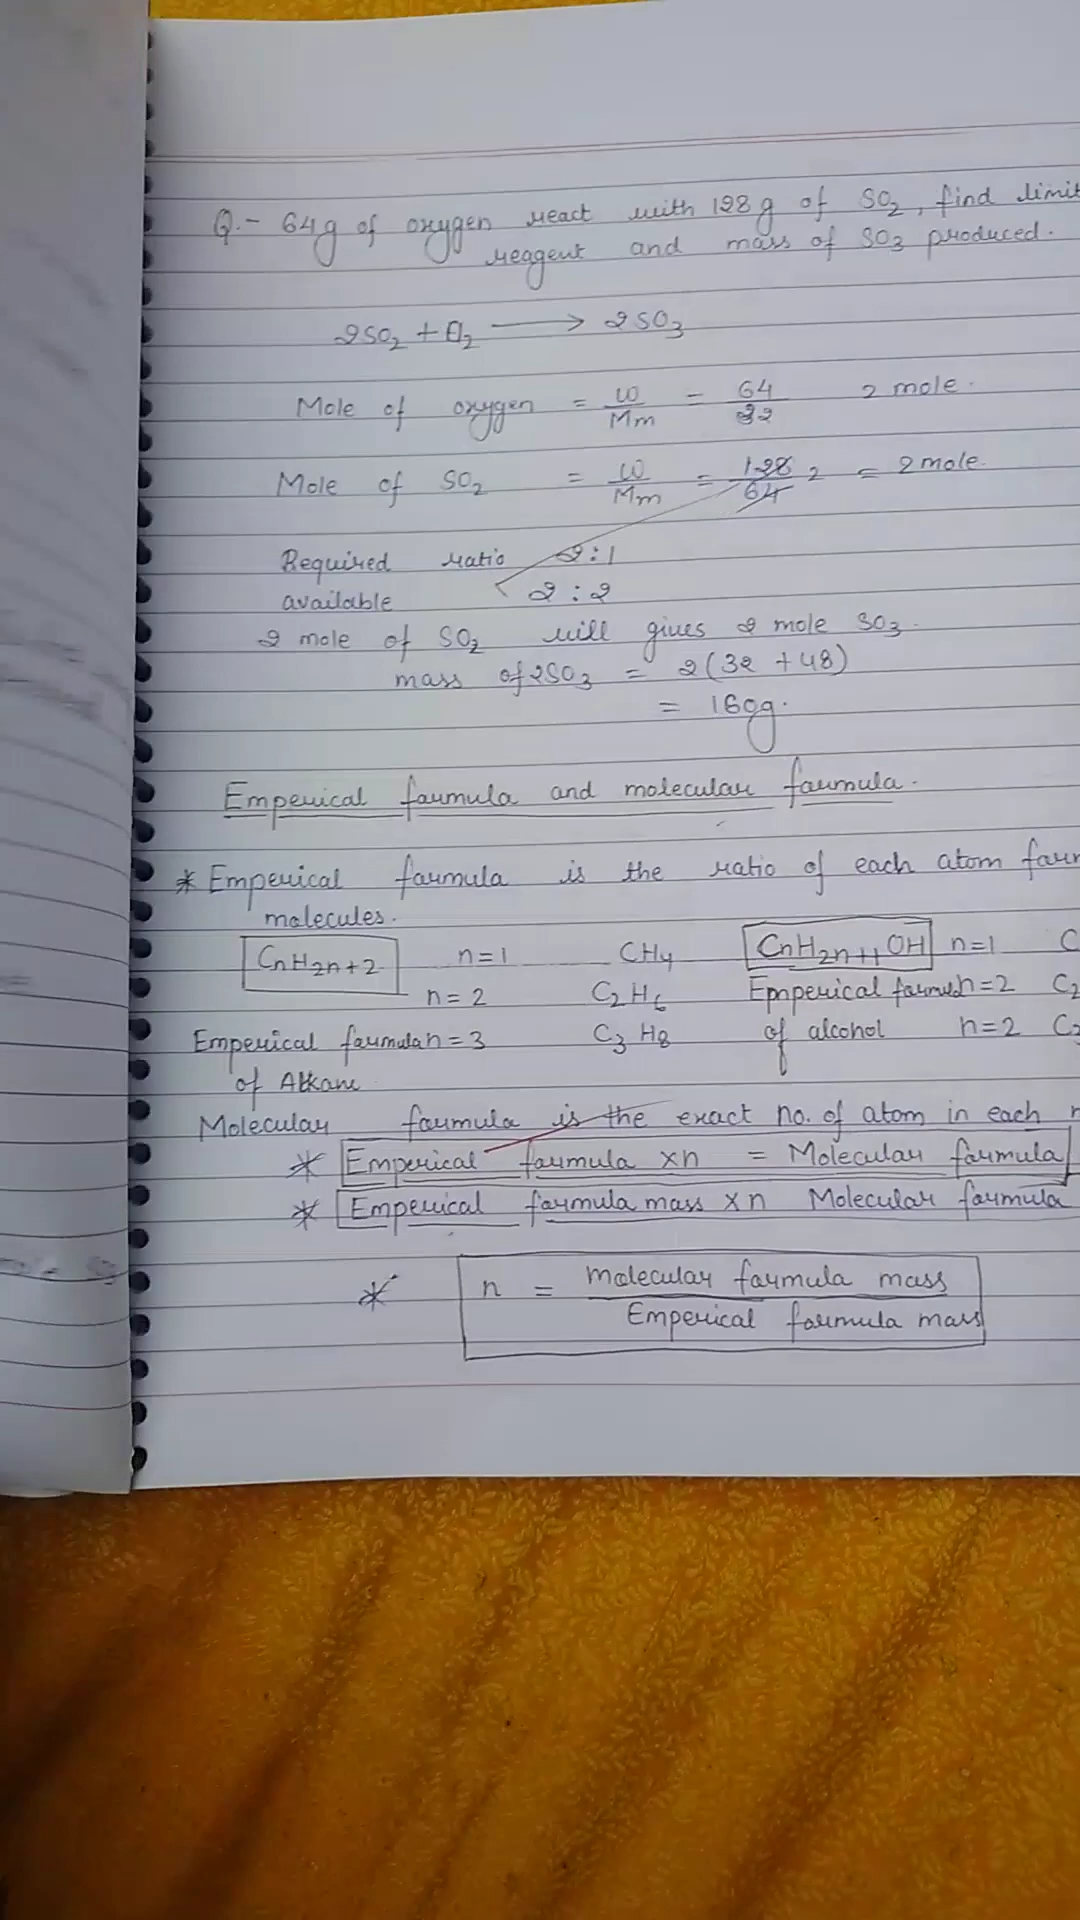 Q.- 64g of oxygen react with 128g of SO2, find limit
reagent and mass of SO3 produced.
2SO2 + O2 → 2SO3
Mole of oxygen = w/Mm = 64/32 2 mole.
Mole of SO2 = w/Mm = 128/64 2 = 2 mole.
Required ratio 2:1
available 2:2
2 mole of SO2 will gives 2 mole SO3.
mass of 2SO3 = 2(32 + 48)
= 160g.
Emperical formula and molecular formula.
* Emperical formula is the ratio of each atom form
molecules.
CnH2n+2 n=1 CH4 CnH2n+1OH n=1 C
n=2 C2H6 Epnperical formula n=2 C2
Emperical formula n=3 C3H8 of alcohol n=2 C3
of Alkane
Molecular formula is the exact no. of atom in each
* Emperical formula xn = Molecular formula
* Emperical formula mass xn Molecular formula
* n = molecular formula mass / Emperical formula mass